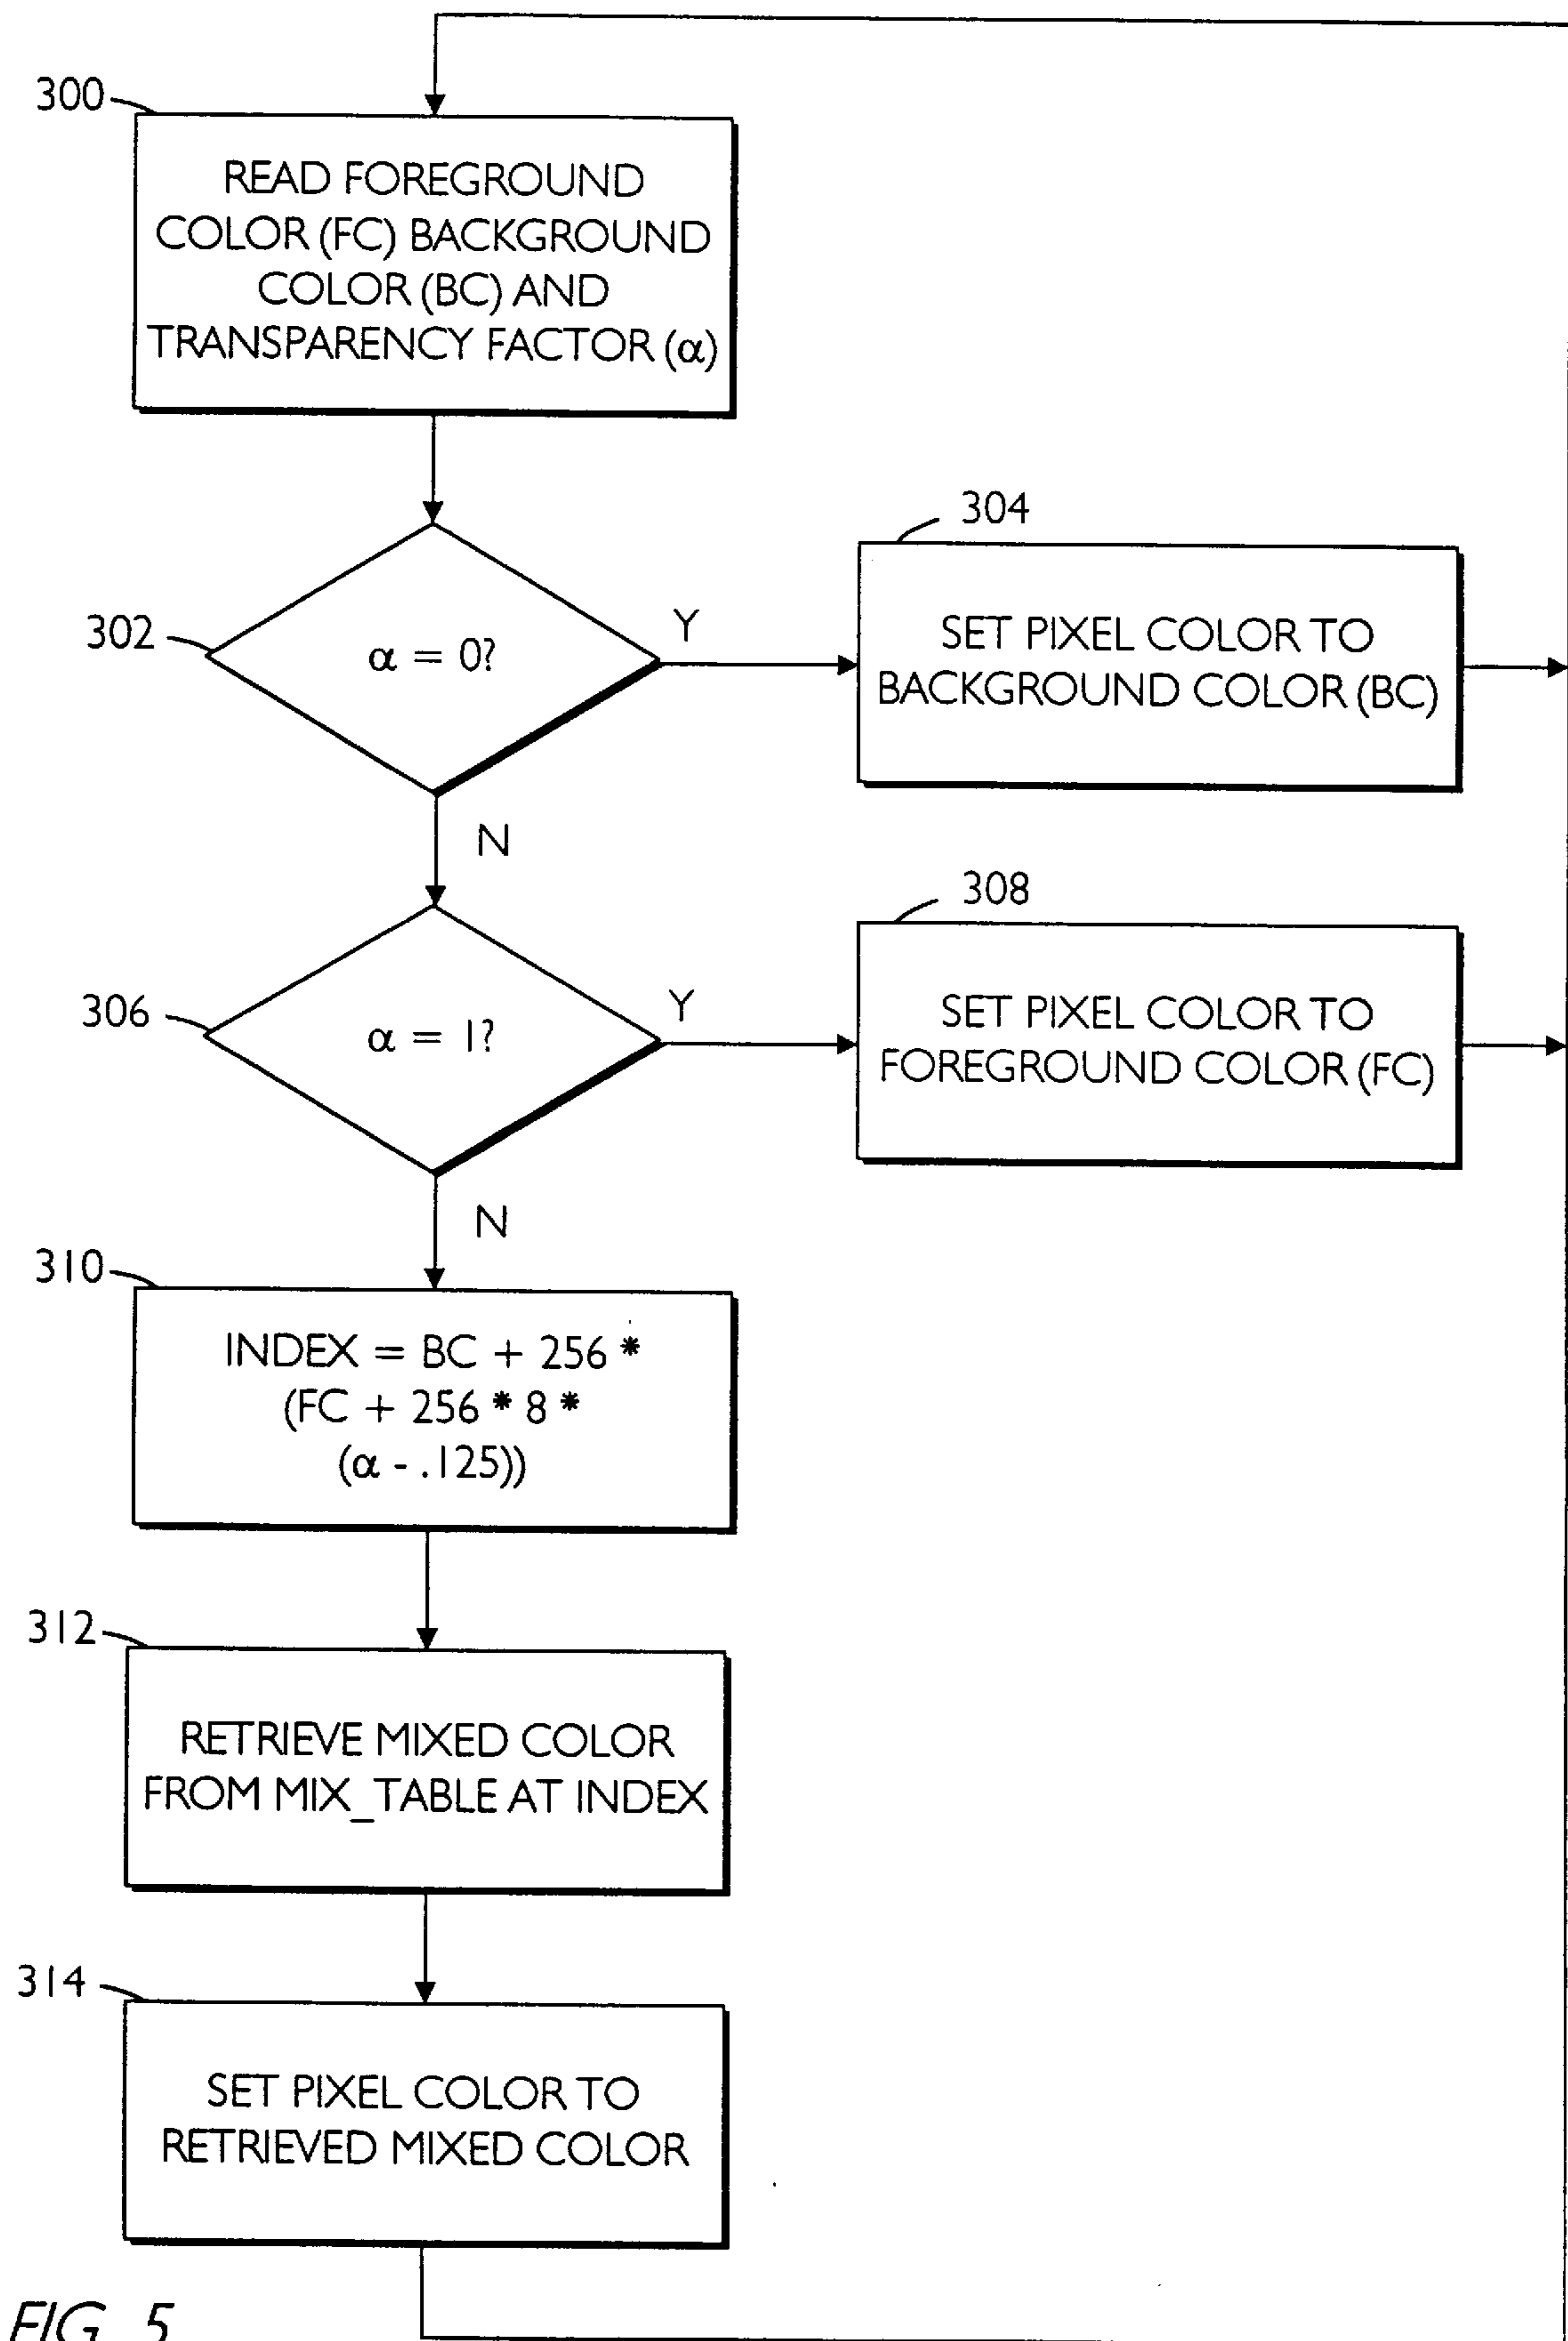 300
READ FOREGROUND
COLOR (FC) BACKGROUND
COLOR (BC) AND
TRANSPARENCY FACTOR (α)
302
α = 0?
Y
304
SET PIXEL COLOR TO
BACKGROUND COLOR (BC)
N
306
α = 1?
Y
308
SET PIXEL COLOR TO
FOREGROUND COLOR (FC)
N
310
INDEX = BC + 256 *
(FC + 256 * 8 *
(α - .125))
312
RETRIEVE MIXED COLOR
FROM MIX_TABLE AT INDEX
314
SET PIXEL COLOR TO
RETRIEVED MIXED COLOR
FIG. 5